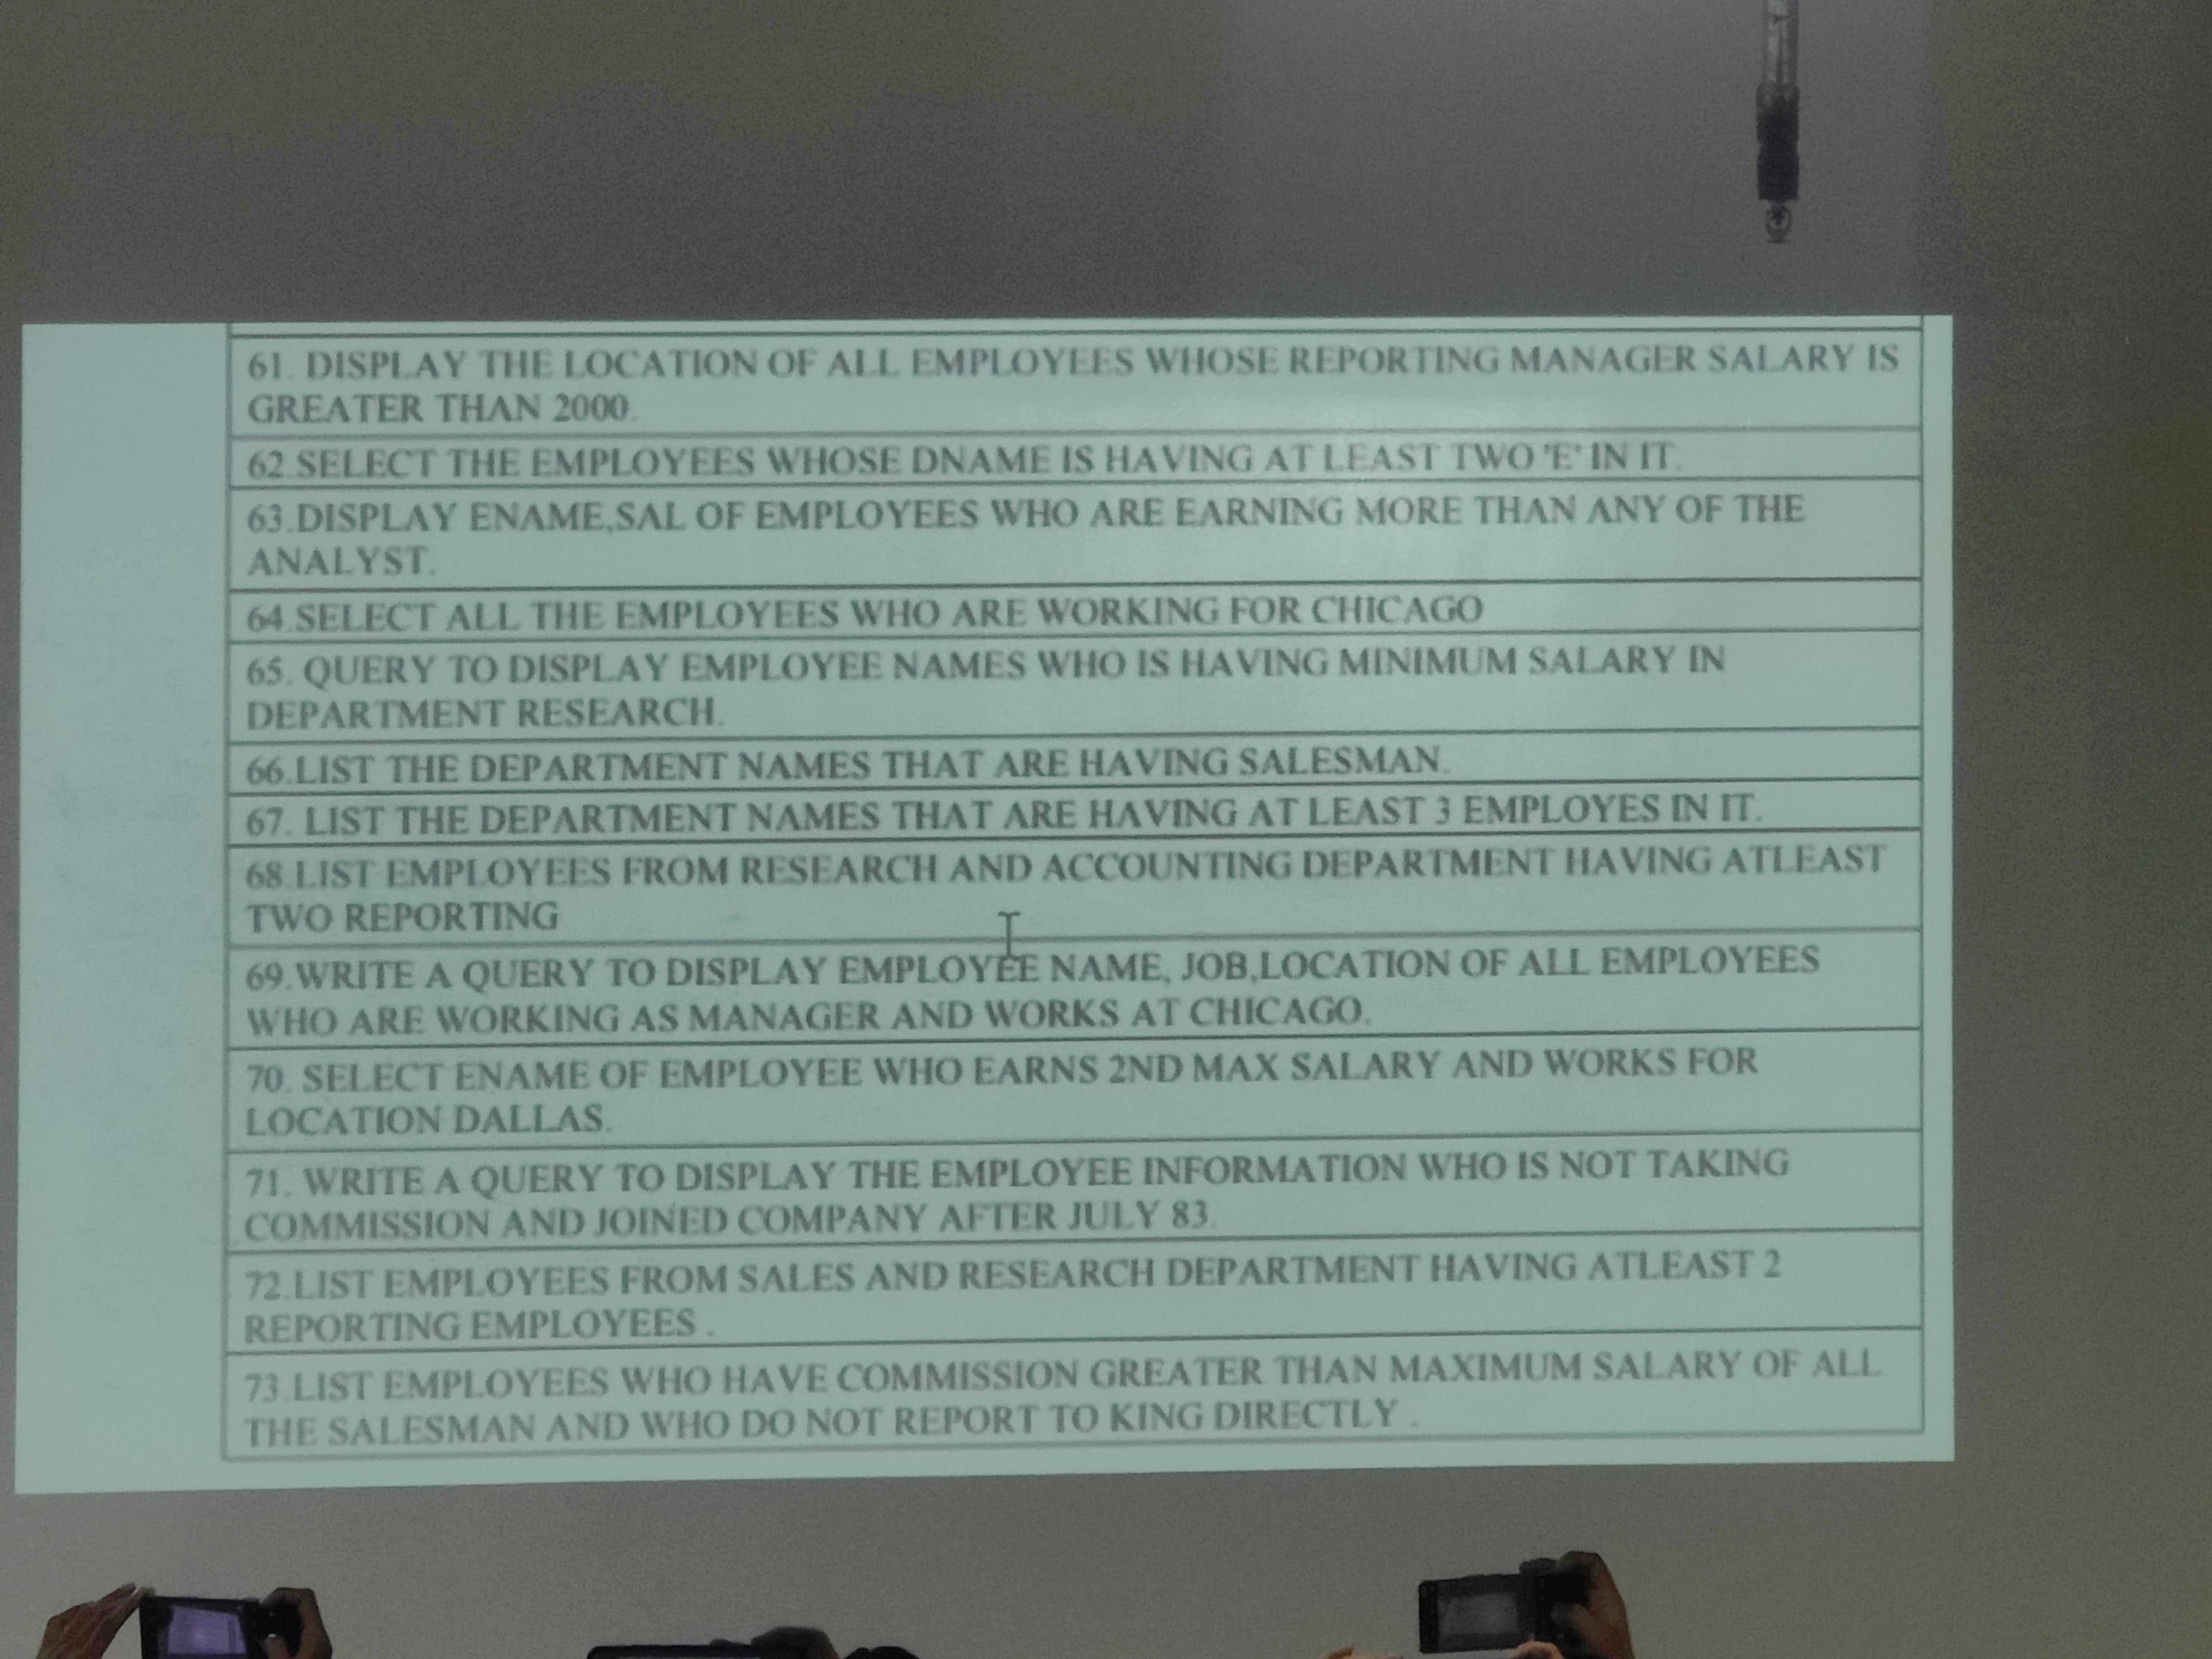 61. DISPLAY THE LOCATION OF ALL EMPLOYEES WHOSE REPORTING MANAGER SALARY IS
GREATER THAN 2000.
62.SELECT THE EMPLOYEES WHOSE DNAME IS HAVING AT LEAST TWO 'E' IN IT.
63.DISPLAY ENAME,SAL OF EMPLOYEES WHO ARE EARNING MORE THAN ANY OF THE
ANALYST.
64.SELECT ALL THE EMPLOYEES WHO ARE WORKING FOR CHICAGO
65. QUERY TO DISPLAY EMPLOYEE NAMES WHO IS HAVING MINIMUM SALARY IN
DEPARTMENT RESEARCH.
66.LIST THE DEPARTMENT NAMES THAT ARE HAVING SALESMAN.
67. LIST THE DEPARTMENT NAMES THAT ARE HAVING AT LEAST 3 EMPLOYES IN IT.
68.LIST EMPLOYEES FROM RESEARCH AND ACCOUNTING DEPARTMENT HAVING ATLEAST
TWO REPORTING
69.WRITE A QUERY TO DISPLAY EMPLOYEE NAME, JOB,LOCATION OF ALL EMPLOYEES
WHO ARE WORKING AS MANAGER AND WORKS AT CHICAGO.
70. SELECT ENAME OF EMPLOYEE WHO EARNS 2ND MAX SALARY AND WORKS FOR
LOCATION DALLAS.
71. WRITE A QUERY TO DISPLAY THE EMPLOYEE INFORMATION WHO IS NOT TAKING
COMMISSION AND JOINED COMPANY AFTER JULY 83.
72.LIST EMPLOYEES FROM SALES AND RESEARCH DEPARTMENT HAVING ATLEAST 2
REPORTING EMPLOYEES .
73.LIST EMPLOYEES WHO HAVE COMMISSION GREATER THAN MAXIMUM SALARY OF ALL
THE SALESMAN AND WHO DO NOT REPORT TO KING DIRECTLY .